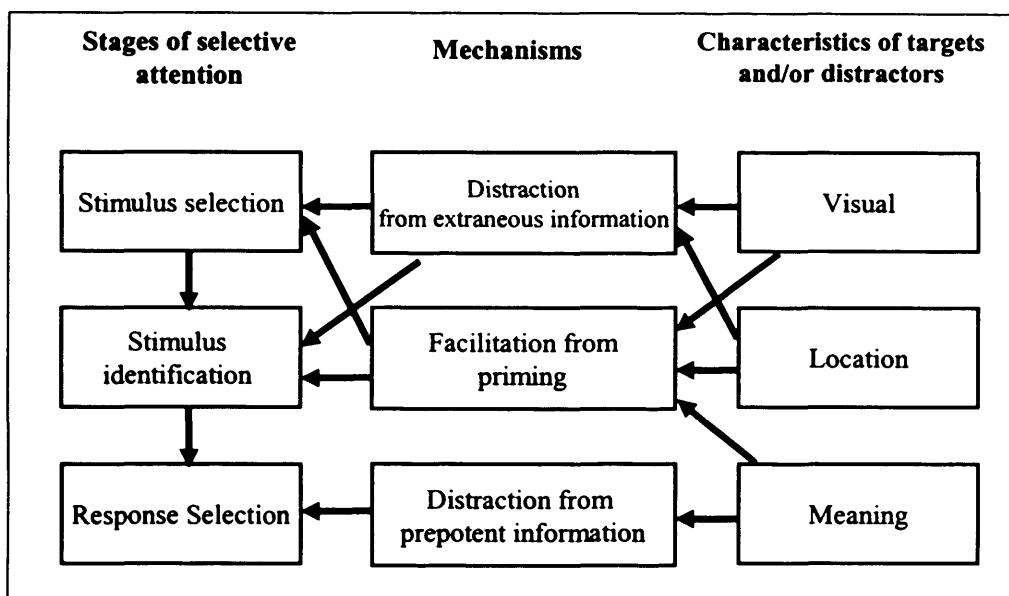 Stages of selective
attention
Mechanisms
Characteristics of targets
and/or distractors
Stimulus selection
Distraction
from extraneous information
Visual
Stimulus
identification
Facilitation from
priming
Location
Response Selection
Distraction from
prepotent information
Meaning